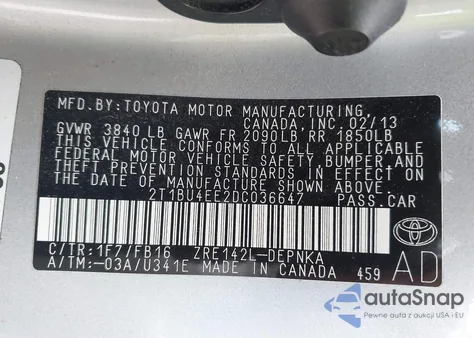 MFD.BY:TOYOTA MOTOR MANUFACTURING
CANADA,INC.02/13
GVWR 3840 LB GAWR FR 2090LB RR 1850LB
THIS VEHICLE CONFORMS TO ALL APPLICABLE
FEDERAL MOTOR VEHICLE SAFETY,BUMPER,AND
THEFT PREVENTION STANDARDS IN EFFECT ON
THE DATE OF MANUFACTURE SHOWN ABOVE.
2T1BU4EE2DC036647 PASS.CAR
C/TR:1F7/FB16 ZRE142L-DEPNKA
A/TM:-03A/U341E MADE IN CANADA 459 AD
autoSnap
Pewne auta z USA i EU